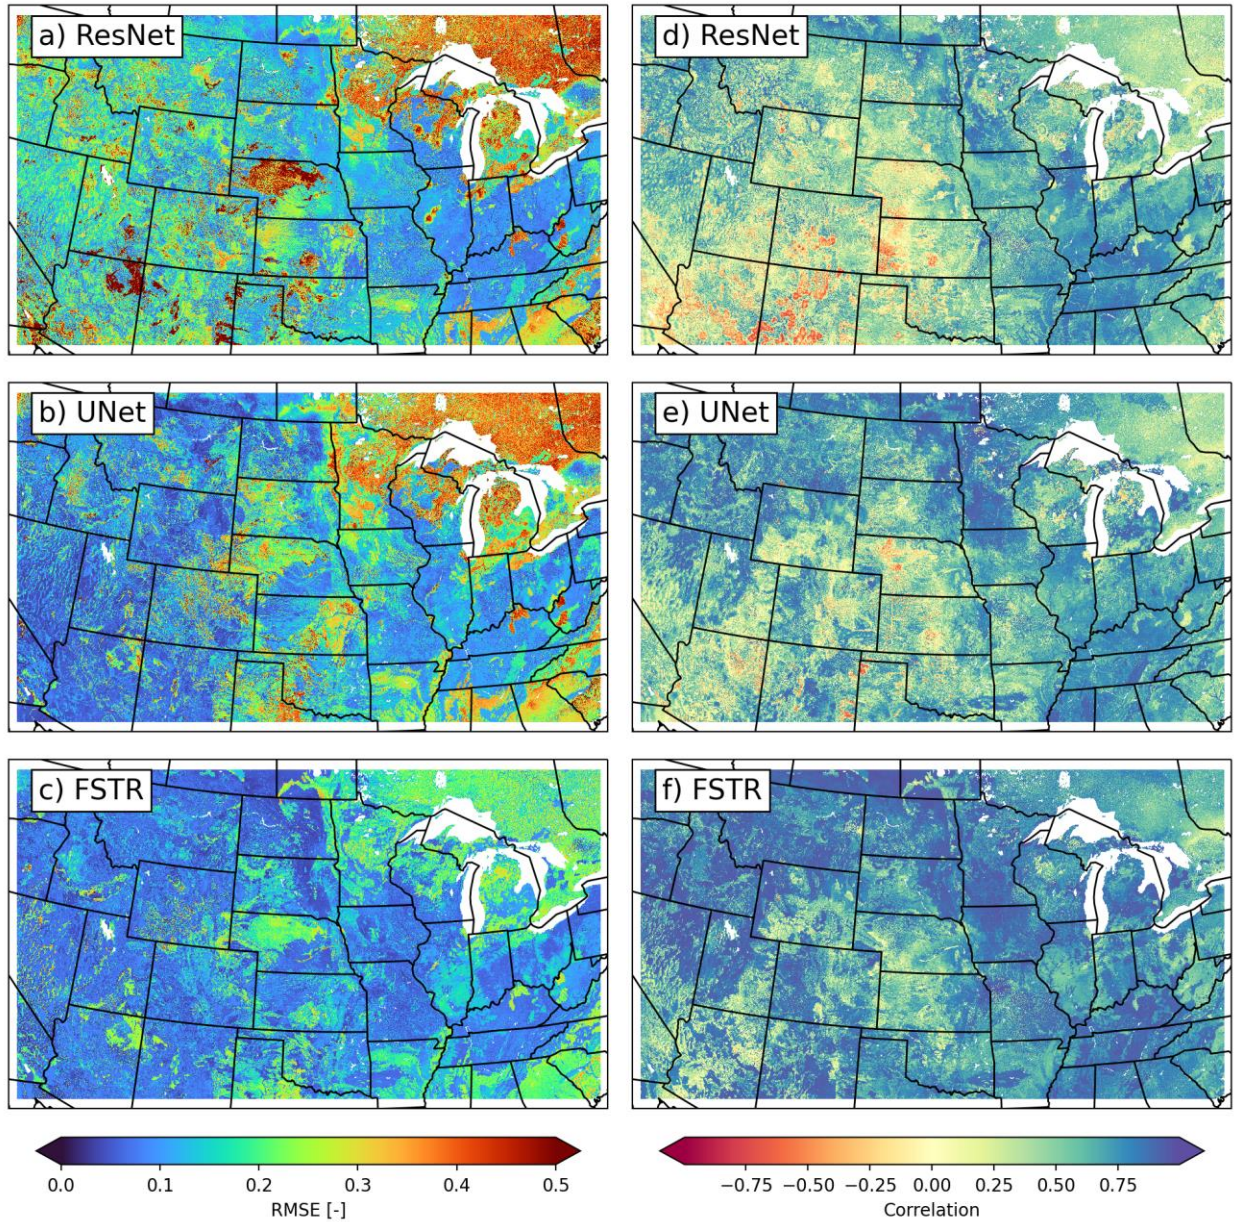 a) ResNet
d) ResNet
b) UNet
e) UNet
c) FSTR
f) FSTR
0.0 0.1 0.2 0.3 0.4 0.5
RMSE [-]
−0.75 −0.50 −0.25 0.00 0.25 0.50 0.75
Correlation